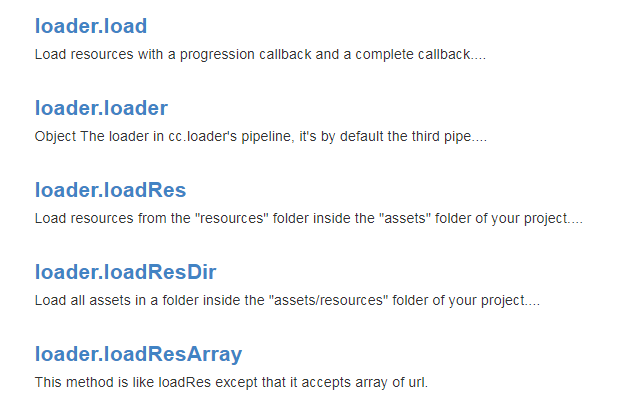 loader.load
Load resources with a progression callback and a complete callback....
loader.loader
Object The loader in cc.loader's pipeline, it's by default the third pipe....
loader.loadRes
Load resources from the "resources" folder inside the "assets" folder of your project....
loader.loadResDir
Load all assets in a folder inside the "assets/resources" folder of your project....
loader.loadResArray
This method is like loadRes except that it accepts array of url.